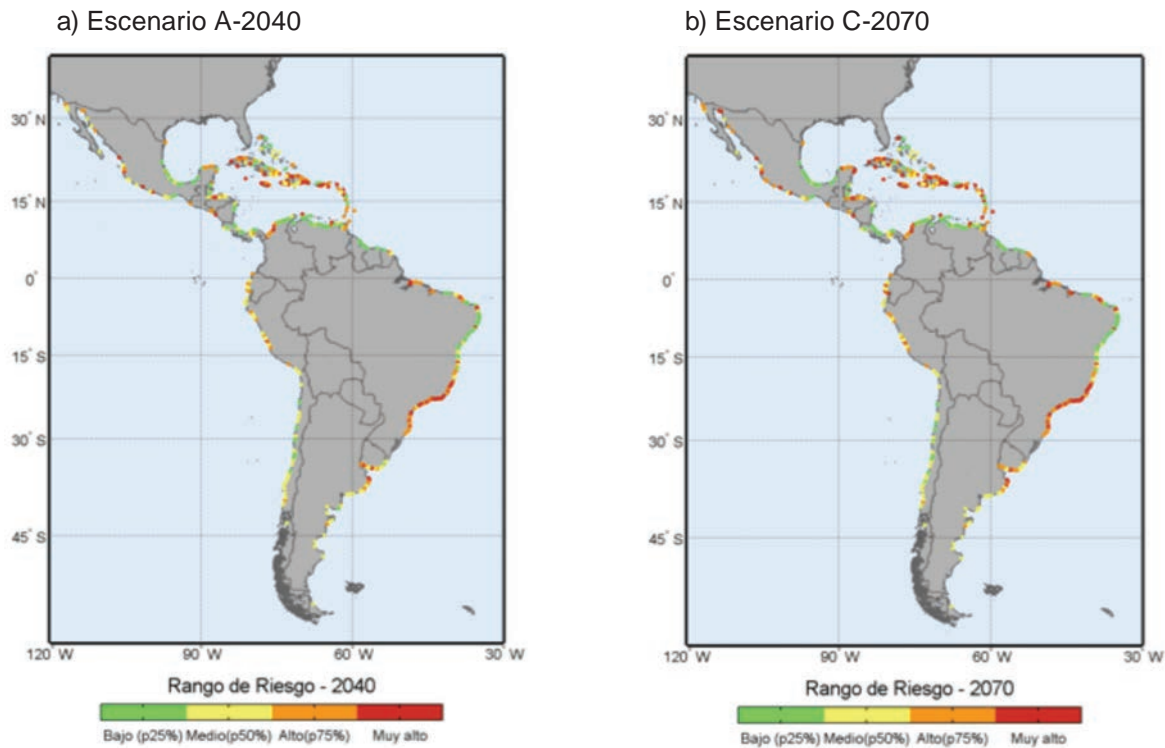 a) Escenario A-2040
b) Escenario C-2070
30° N
15° N
0°
15° S
30° S
45° S
120 W
90 W
60 W
30 W
Rango de Riesgo - 2040
Bajo (p25%) Medio(p50%) Alto(p75%) Muy alto
30° N
15° N
0°
15° S
30° S
45° S
120 W
90 W
60 W
30 W
Rango de Riesgo - 2070
Bajo (p25%) Medio(p50%) Alto(p75%) Muy alto